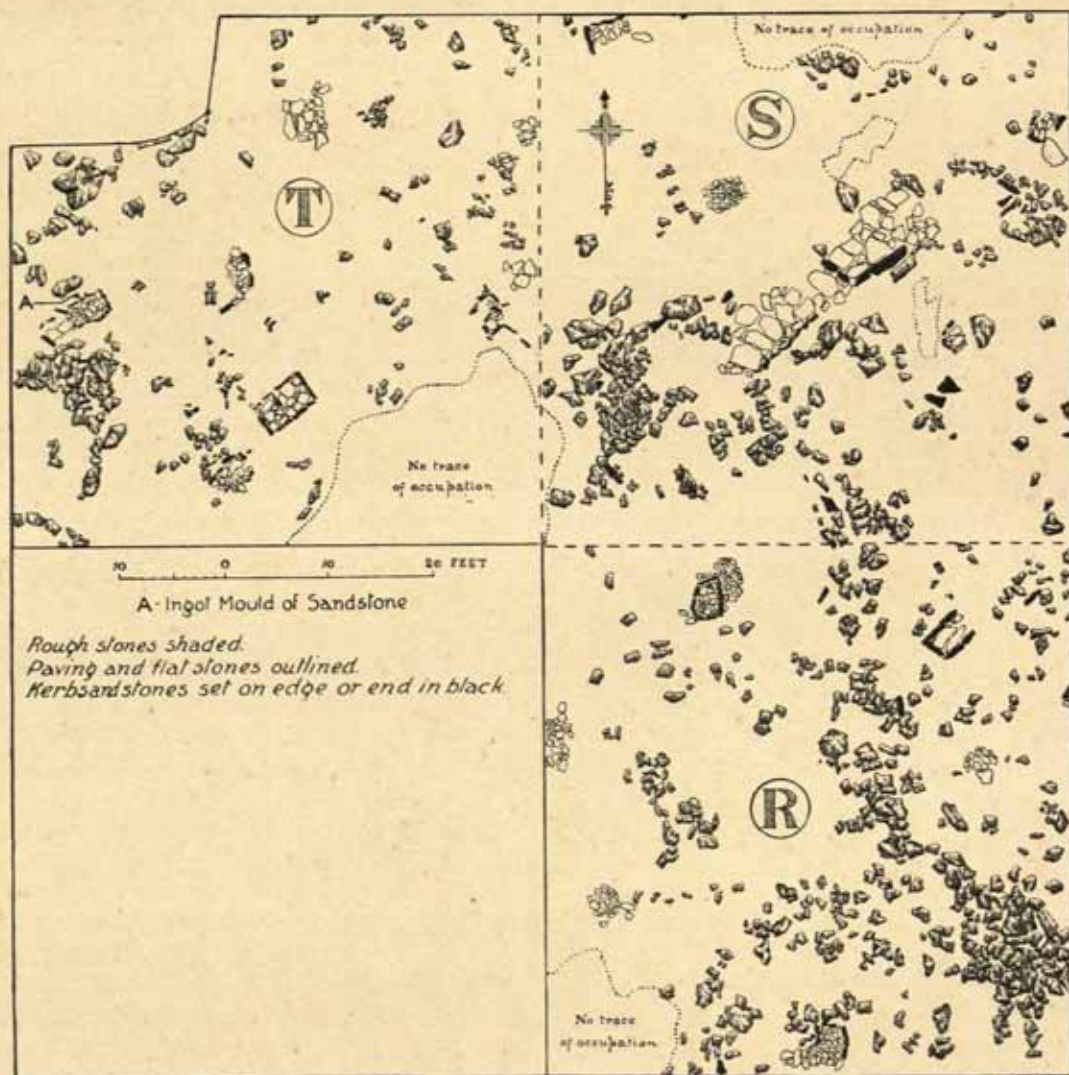 No trace of occupation
S
T
A
No trace
of occupation
10 0 10 20 FEET
A-Ingot Mould of Sandstone
Rough stones shaded.
Paving and flat stones outlined.
Kerbsandstones set on edge or end in black.
R
No trace
of occupation